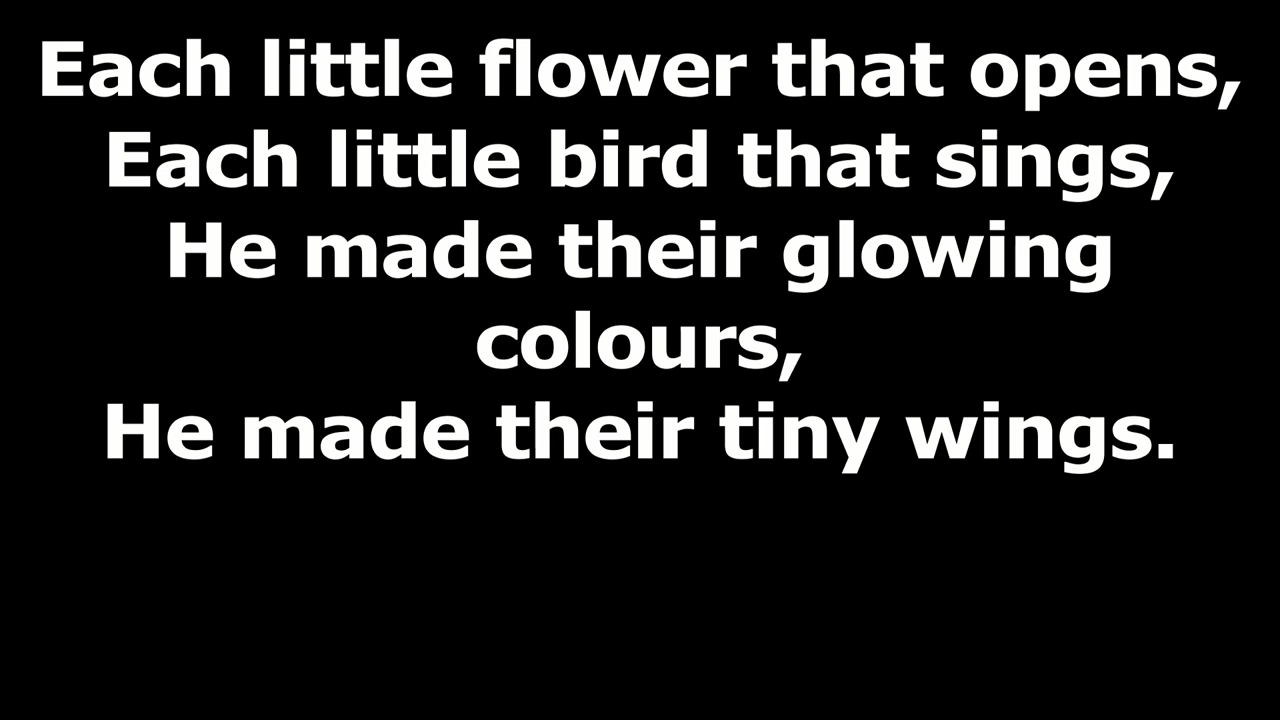 Each little flower that opens,
Each little bird that sings,
He made their glowing
colours,
He made their tiny wings.